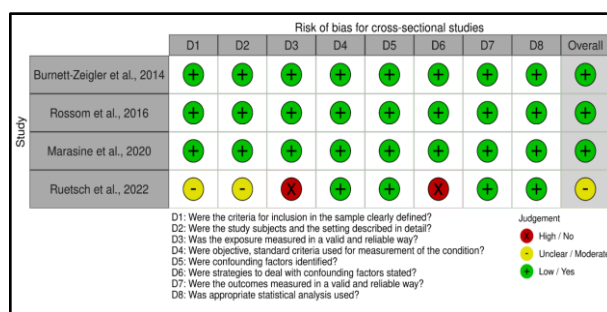 Risk of bias for cross-sectional studies
D1 D2 D3 D4 D5 D6 D7 D8 Overall
Study
Burnett-Zeigler et al., 2014 + + + + + + + + +
Rossom et al., 2016 + + + + + + + + +
Marasine et al., 2020 + + + + + + + + +
Ruetsch et al., 2022 - - X + + X + + -
D1: Were the criteria for inclusion in the sample clearly defined?
D2: Were the study subjects and the setting described in detail?
D3: Was the exposure measured in a valid and reliable way?
D4: Were objective, standard criteria used for measurement of the condition?
D5: Were confounding factors identified?
D6: Were strategies to deal with confounding factors stated?
D7: Were the outcomes measured in a valid and reliable way?
D8: Was appropriate statistical analysis used?
Judgement
X High / No
- Unclear / Moderate
+ Low / Yes